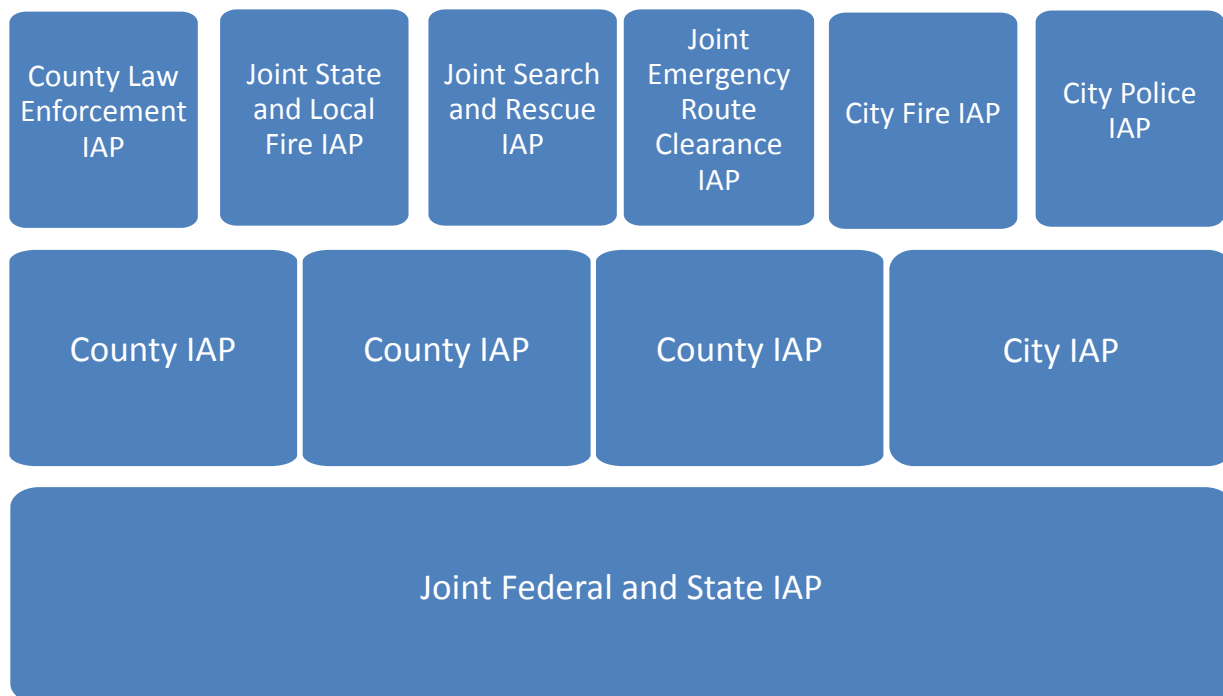 County Law
Enforcement
IAP
Joint State
and Local
Fire IAP
Joint Search
and Rescue
IAP
Joint
Emergency
Route
Clearance
IAP
City Fire IAP
City Police
IAP
County IAP
County IAP
County IAP
City IAP
Joint Federal and State IAP